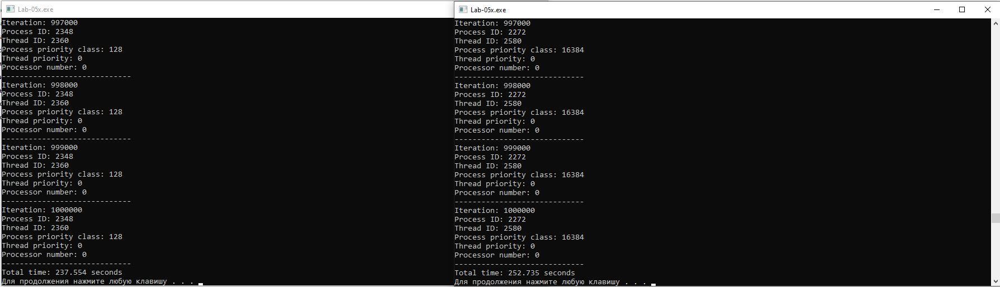 Lab-05x.exe
Iteration: 997000
Process ID: 2348
Thread ID: 2360
Process priority class: 128
Thread priority: 0
Processor number: 0
-----------------------------
Iteration: 998000
Process ID: 2348
Thread ID: 2360
Process priority class: 128
Thread priority: 0
Processor number: 0
-----------------------------
Iteration: 999000
Process ID: 2348
Thread ID: 2360
Process priority class: 128
Thread priority: 0
Processor number: 0
-----------------------------
Iteration: 1000000
Process ID: 2348
Thread ID: 2360
Process priority class: 128
Thread priority: 0
Processor number: 0
-----------------------------
Total time: 237.554 seconds
Для продолжения нажмите любую клавишу . . .
Lab-05x.exe
Iteration: 997000
Process ID: 2272
Thread ID: 2580
Process priority class: 16384
Thread priority: 0
Processor number: 0
-----------------------------
Iteration: 998000
Process ID: 2272
Thread ID: 2580
Process priority class: 16384
Thread priority: 0
Processor number: 0
-----------------------------
Iteration: 999000
Process ID: 2272
Thread ID: 2580
Process priority class: 16384
Thread priority: 0
Processor number: 0
-----------------------------
Iteration: 1000000
Process ID: 2272
Thread ID: 2580
Process priority class: 16384
Thread priority: 0
Processor number: 0
-----------------------------
Total time: 252.735 seconds
Для продолжения нажмите любую клавишу . . .